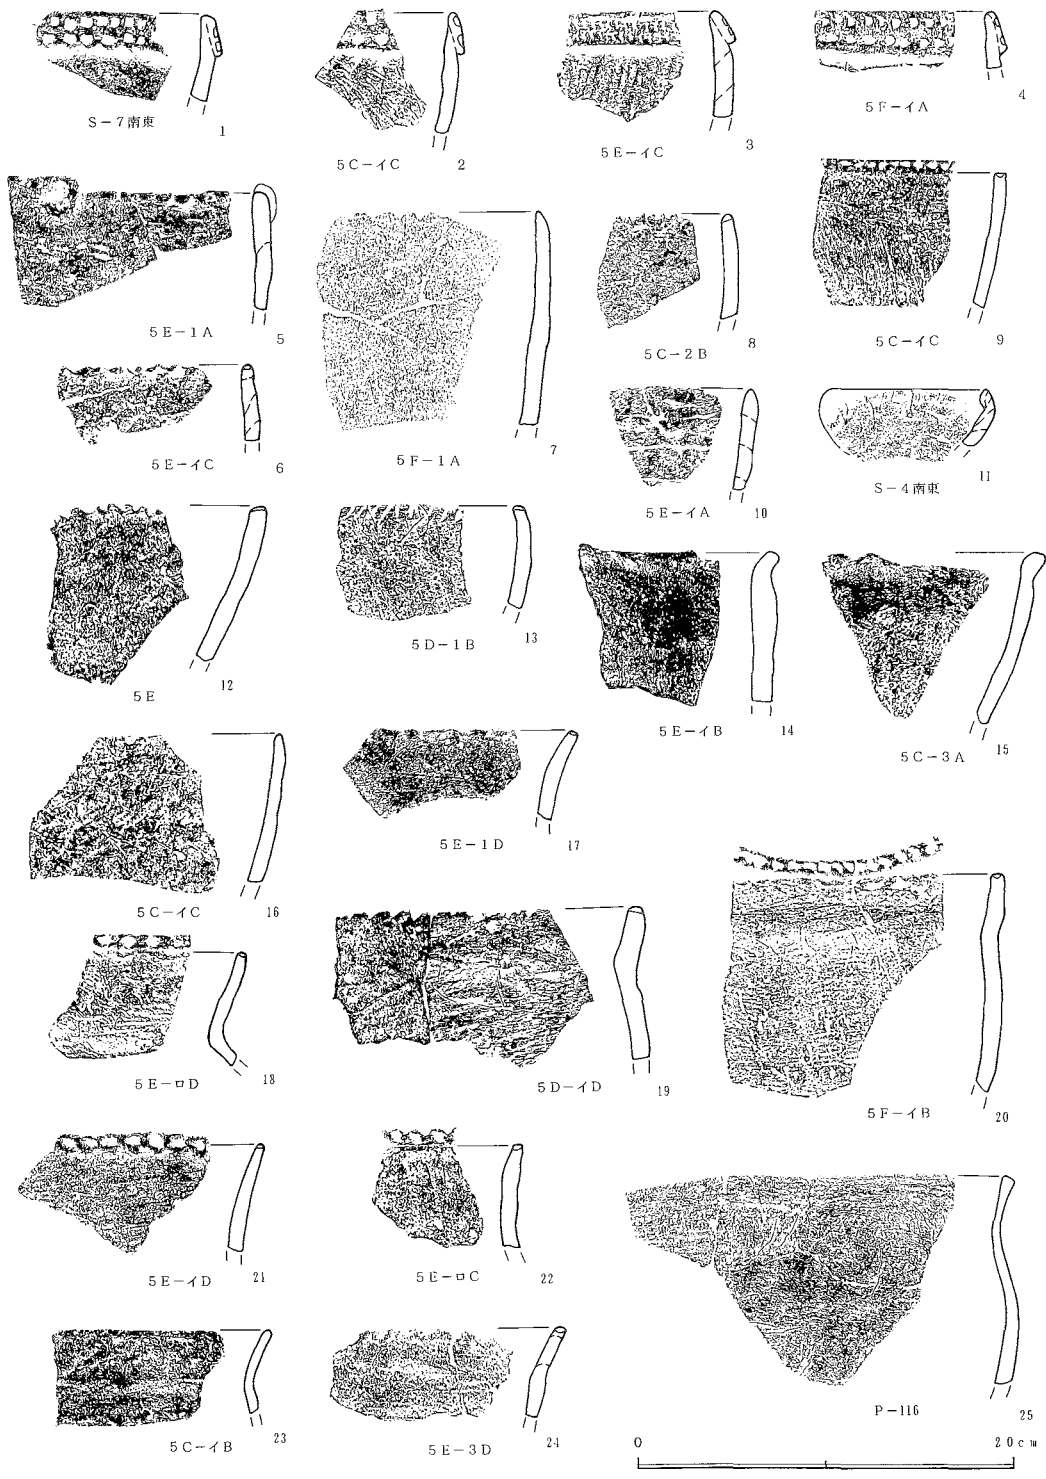 S-7南東 1
5C-イC 2
5E-イC 3
5F-イA 4
5E-1A 5
5E-イC 6
5F-1A 7
5C-2B 8
5C-イC 9
5E-イA 10
S-4南東 11
5E 12
5D-1B 13
5E-イB 14
5C-3A 15
5C-イC 16
5E-1D 17
5E-ロD 18
5D-イD 19
5F-イB 20
5E-イD 21
5E-ロC 22
5C-イB 23
5E-3D 24
P-116 25
0 20cm